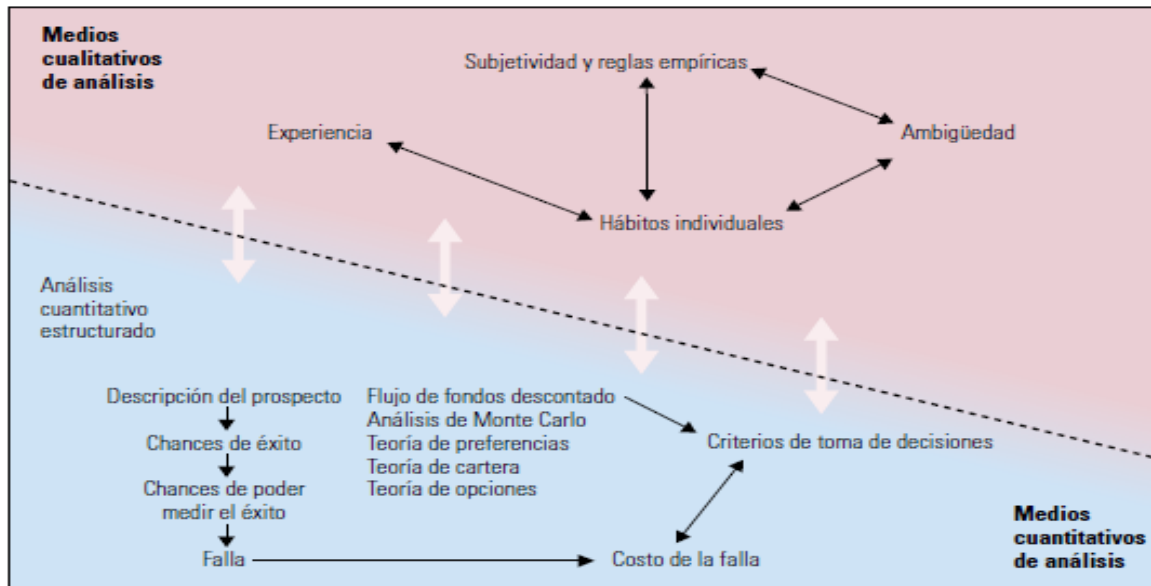 Medios
cualitativos
de análisis
Subjetividad y reglas empíricas
Experiencia
Ambigüedad
Hábitos individuales
Análisis
cuantitativo
estructurado
Descripción del prospecto
Chances de éxito
Chances de poder
medir el éxito
Falla
Flujo de fondos descontado
Análisis de Monte Carlo
Teoría de preferencias
Teoría de cartera
Teoría de opciones
Criterios de toma de decisiones
Costo de la falla
Medios
cuantitativos
de análisis